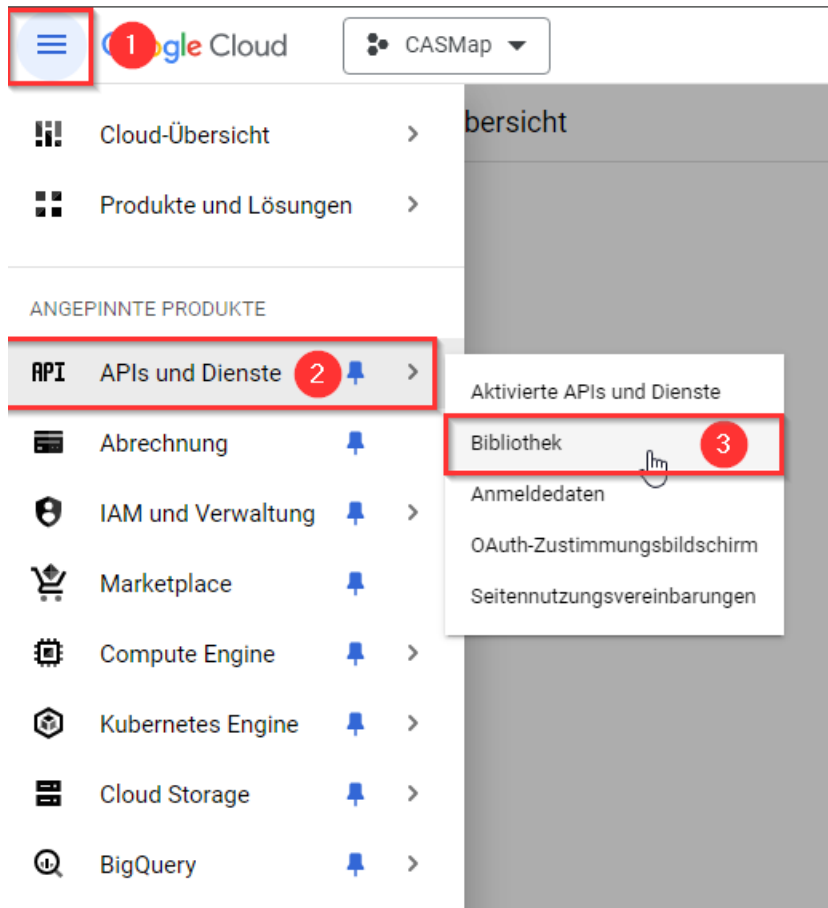 1 Google Cloud CASMap
bersicht
Cloud-Übersicht
Produkte und Lösungen
ANGEPINNTE PRODUKTE
API APIs und Dienste 2
Aktivierte APIs und Dienste
Bibliothek 3
Anmeldedaten
OAuth-Zustimmungsbildschirm
Seitennutzungsvereinbarungen
Abrechnung
IAM und Verwaltung
Marketplace
Compute Engine
Kubernetes Engine
Cloud Storage
BigQuery